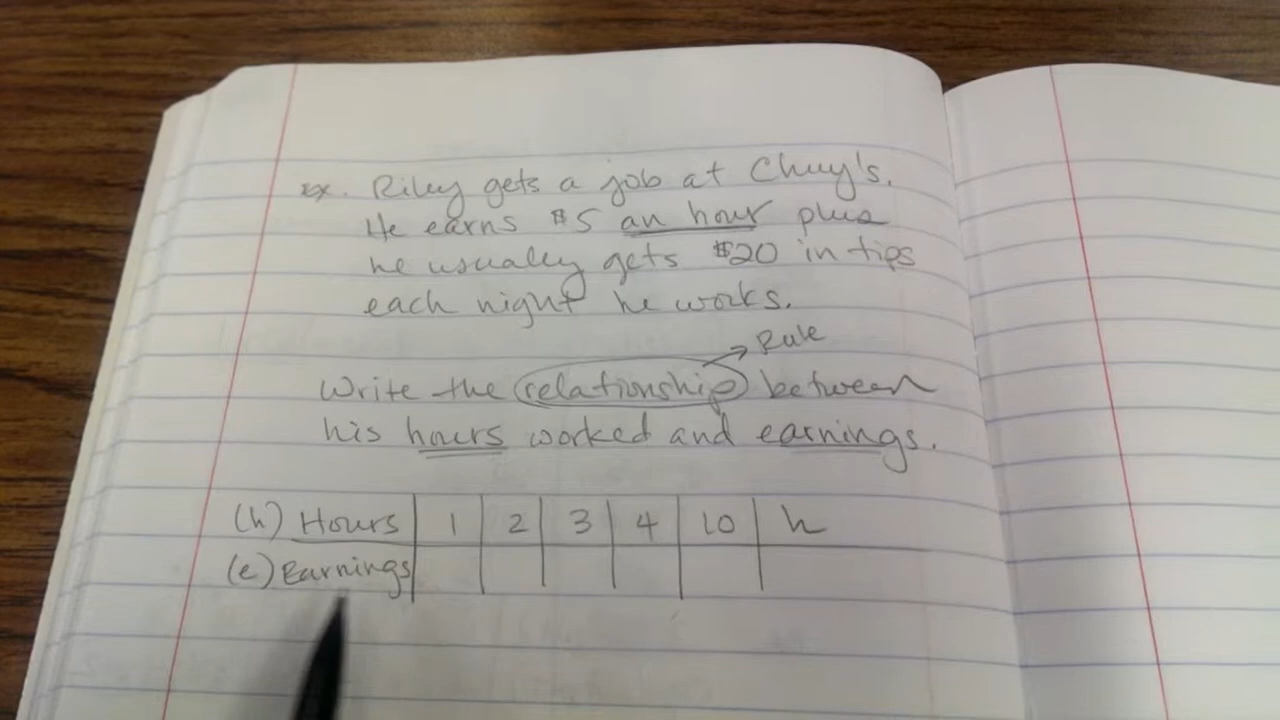 ex. Riley gets a job at Chuy's.
He earns $5 an hour plus
he usually gets $20 in tips
each night he works.
Rule
Write the relationship between
his hours worked and earnings.
(h) Hours 1 2 3 4 10 h
(e) Earnings